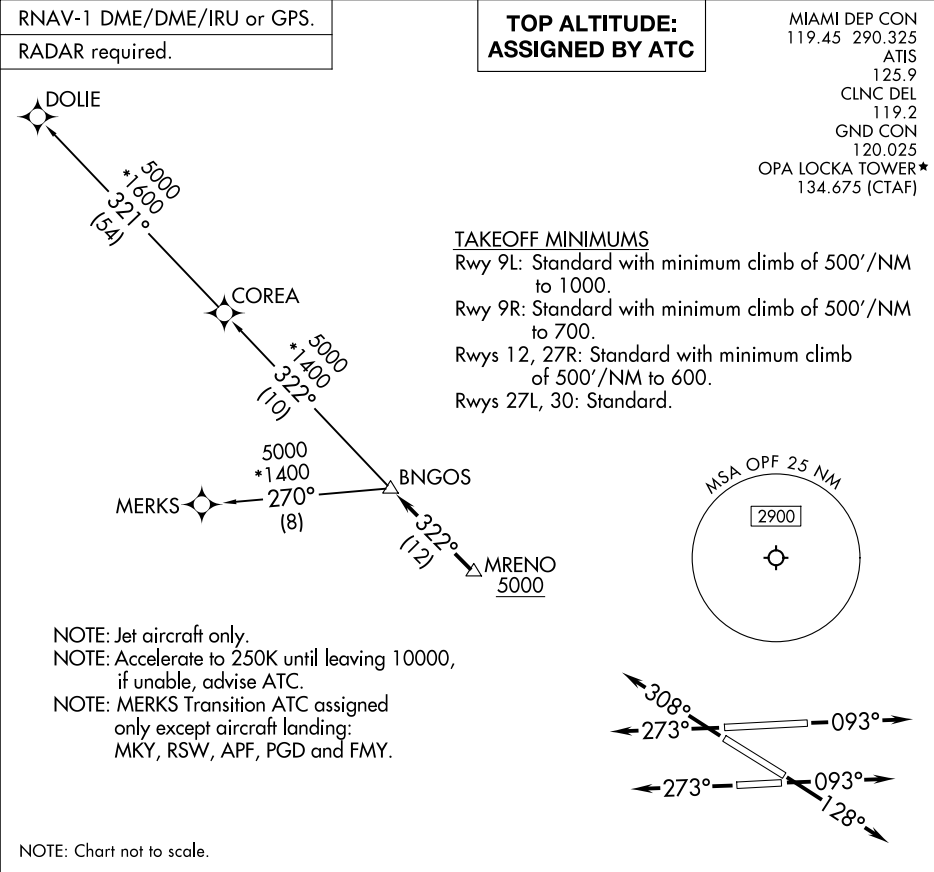 RNAV-1 DME/DME/IRU or GPS.
RADAR required.
TOP ALTITUDE:
ASSIGNED BY ATC
MIAMI DEP CON
119.45 290.325
ATIS
125.9
CLNC DEL
119.2
GND CON
120.025
OPA LOCKA TOWER★
134.675 (CTAF)
DOLIE
5000
*1600
321°
(54)
COREA
5000
*1400
322°
(10)
TAKEOFF MINIMUMS
Rwy 9L: Standard with minimum climb of 500'/NM
to 1000.
Rwy 9R: Standard with minimum climb of 500'/NM
to 700.
Rwys 12, 27R: Standard with minimum climb
of 500'/NM to 600.
Rwys 27L, 30: Standard.
5000
*1400
270°
(8)
MERKS
BNGOS
322°
(12)
MRENO
5000
MSA OPF 25 NM
2900
NOTE: Jet aircraft only.
NOTE: Accelerate to 250K until leaving 10000,
if unable, advise ATC.
NOTE: MERKS Transition ATC assigned
only except aircraft landing:
MKY, RSW, APF, PGD and FMY.
308°
273°
093°
273°
093°
128°
NOTE: Chart not to scale.